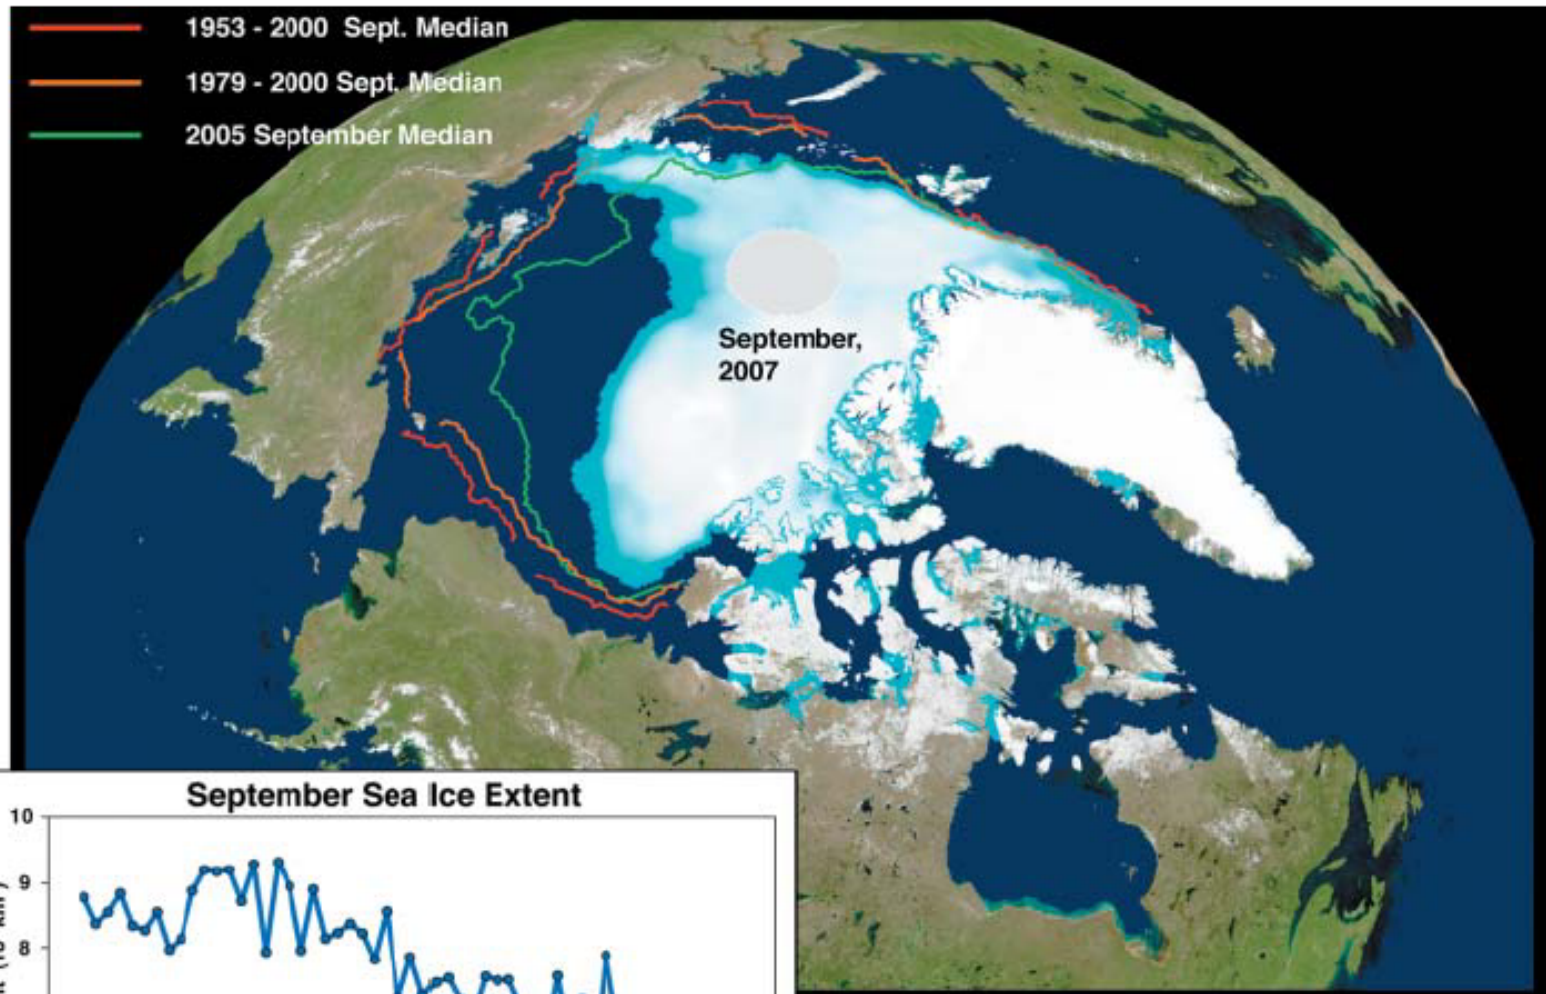 1953 - 2000 Sept. Median
1979 - 2000 Sept. Median
2005 September Median
September,
2007
September Sea Ice Extent
10
9
8